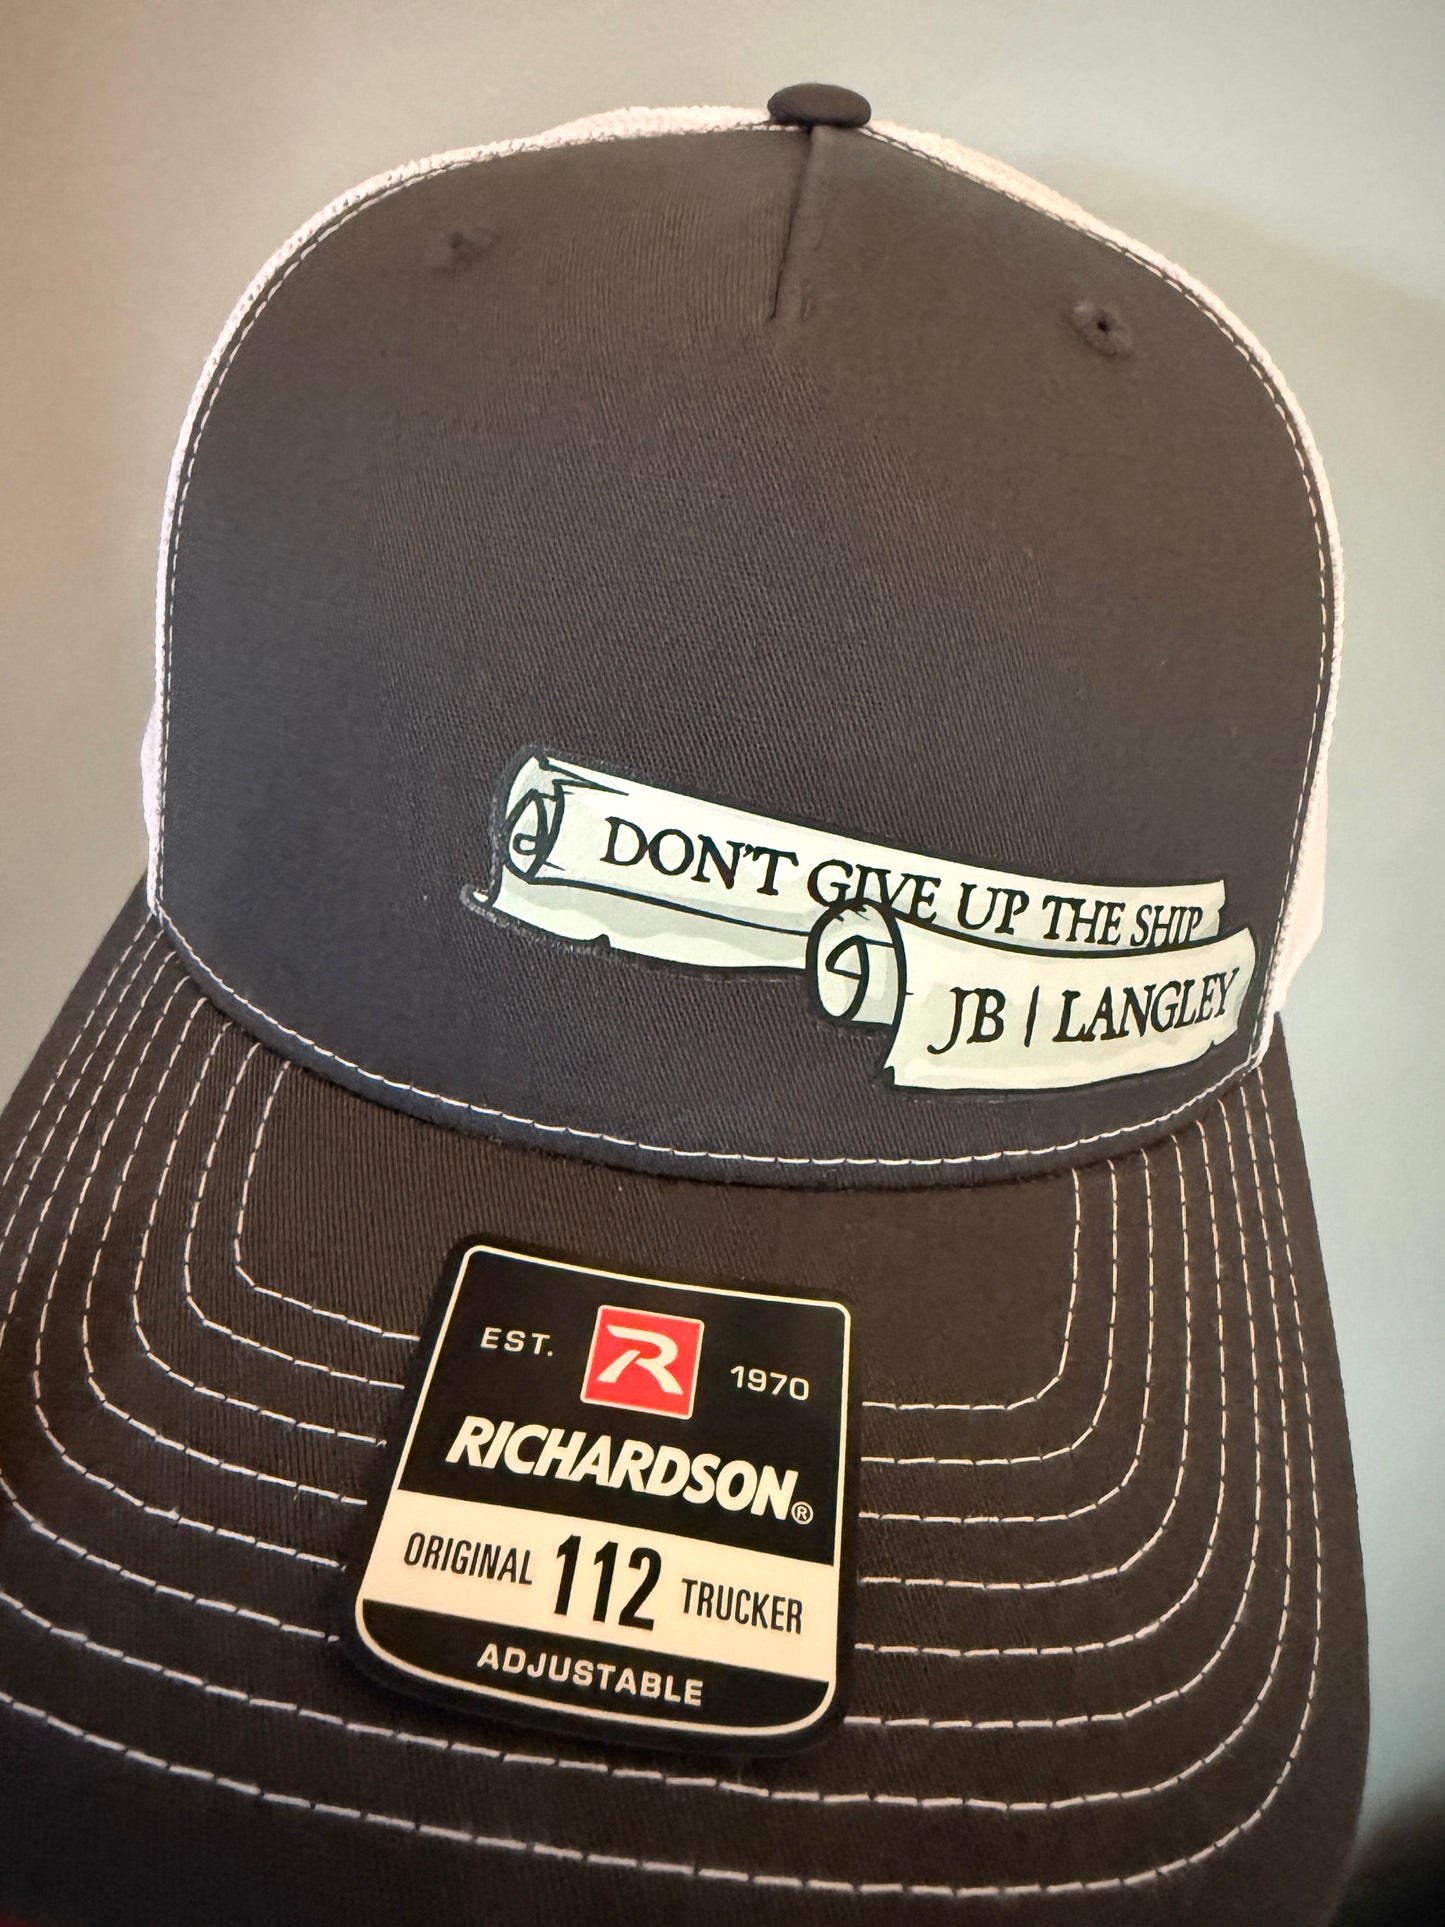 DON'T GIVE UP THE SHIP
JB | LANGLEY
EST. R 1970
RICHARDSON®
ORIGINAL 112 TRUCKER
ADJUSTABLE